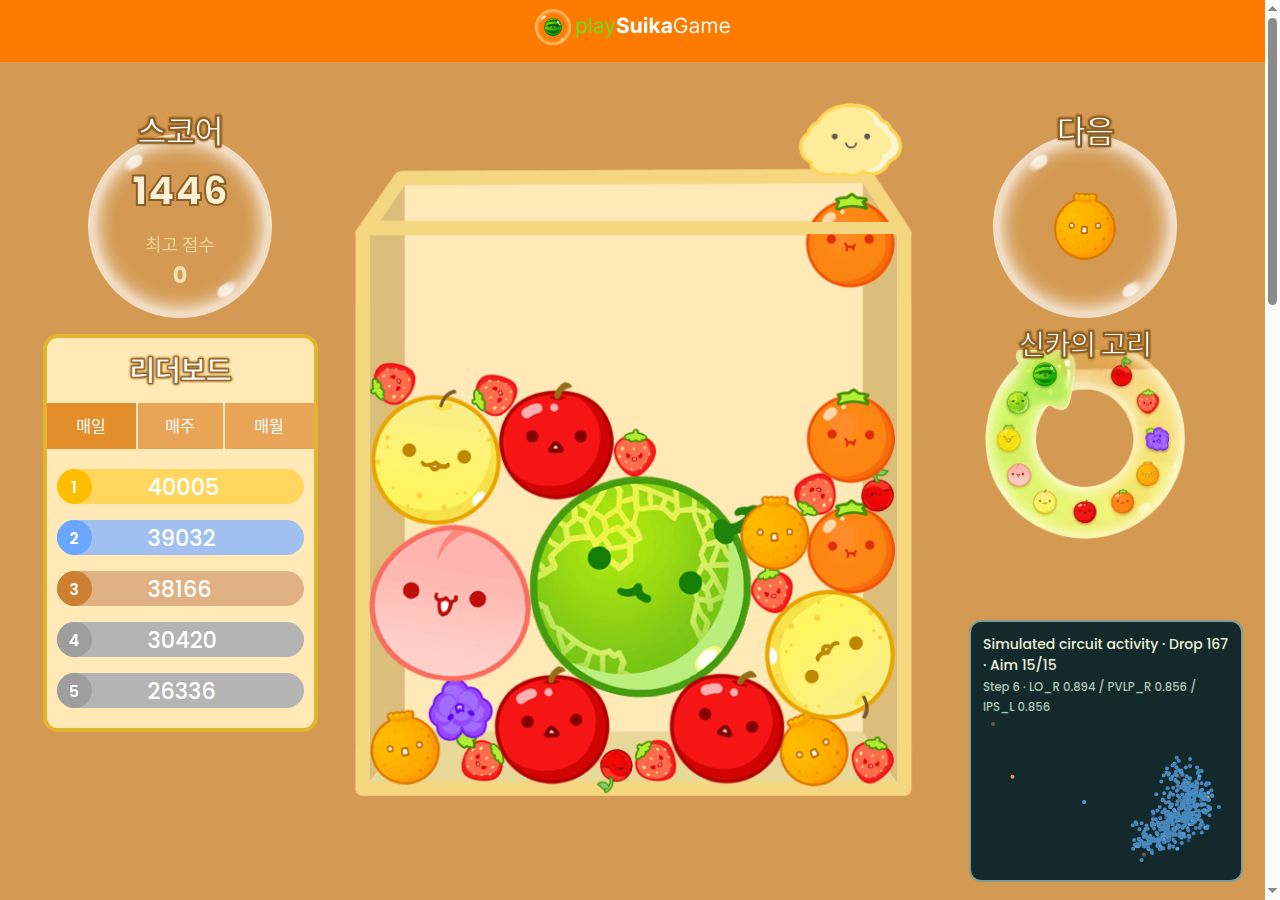 playSuikaGame
스코어
1446
최고 점수
0
리더보드
매일 매주 매월
1 40005
2 39032
3 38166
4 30420
5 26336
다음
신카의 고리
Simulated circuit activity · Drop 167
· Aim 15/15
Step 6 · LO_R 0.894 / PVLP_R 0.856 /
IPS_L 0.856